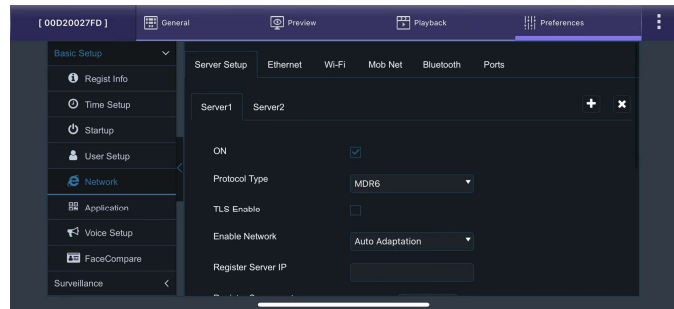 [ 00D20027FD ] General Preview Playback Preferences
Basic Setup
Regist Info
Time Setup
Startup
User Setup
Network
Application
Voice Setup
FaceCompare
Surveillance
Server Setup Ethernet Wi-Fi Mob Net Bluetooth Ports
Server1 Server2
ON
Protocol Type MDR6
TLS Enable
Enable Network Auto Adaptation
Register Server IP